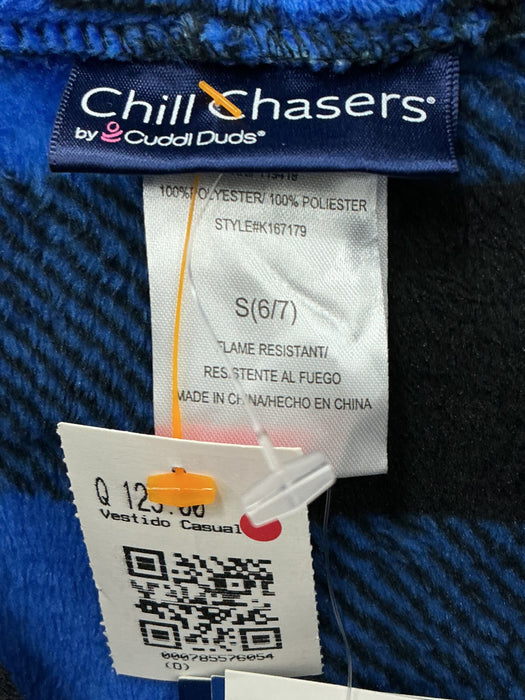 Chill Chasers®
by Cuddl Duds®
100% POLYESTER/ 100% POLIESTER
STYLE#K167179
S(6/7)
FLAME RESISTANT/
RESISTENTE AL FUEGO
MADE IN CHINA/HECHO EN CHINA
Q
Vestido Casual
000785576054
(D)